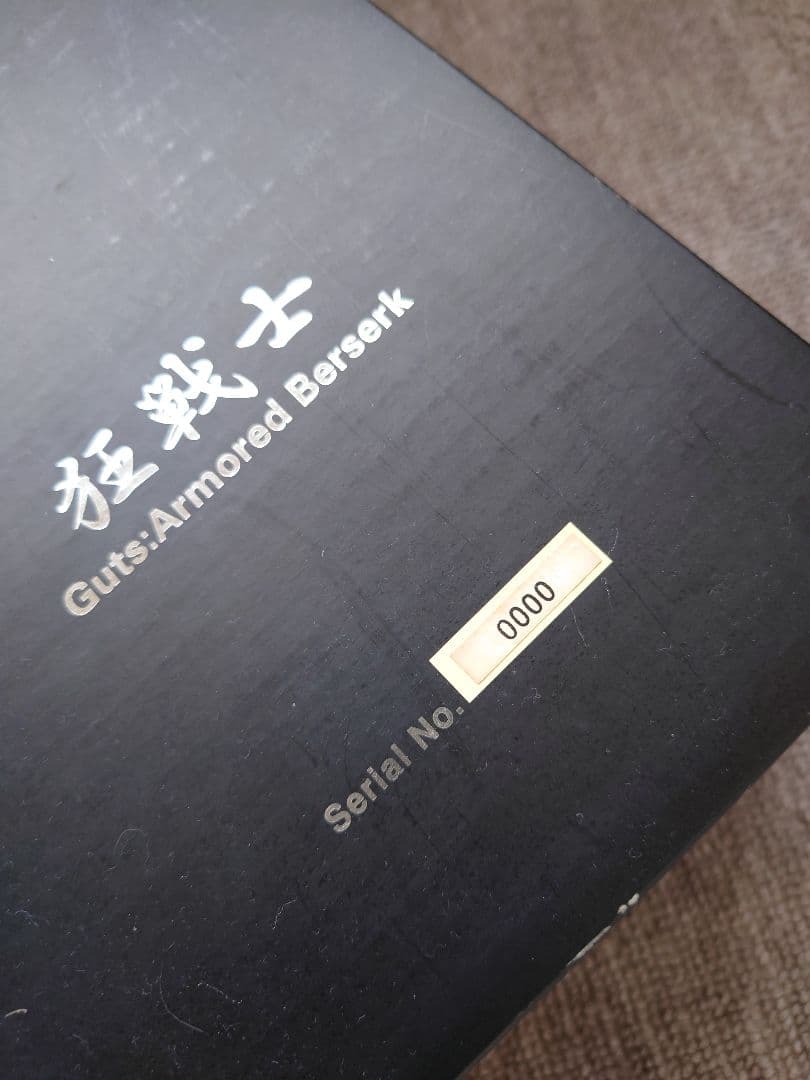 狂戦士
Guts:Armored Berserk
Serial No. 0000